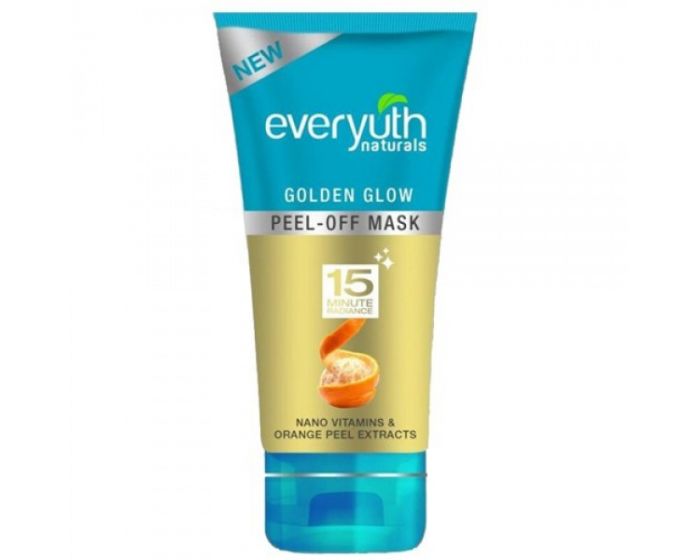 NEW
everyuth
naturals
GOLDEN GLOW
PEEL-OFF MASK
15
MINUTE
RADIANCE
NANO VITAMINS &
ORANGE PEEL EXTRACTS